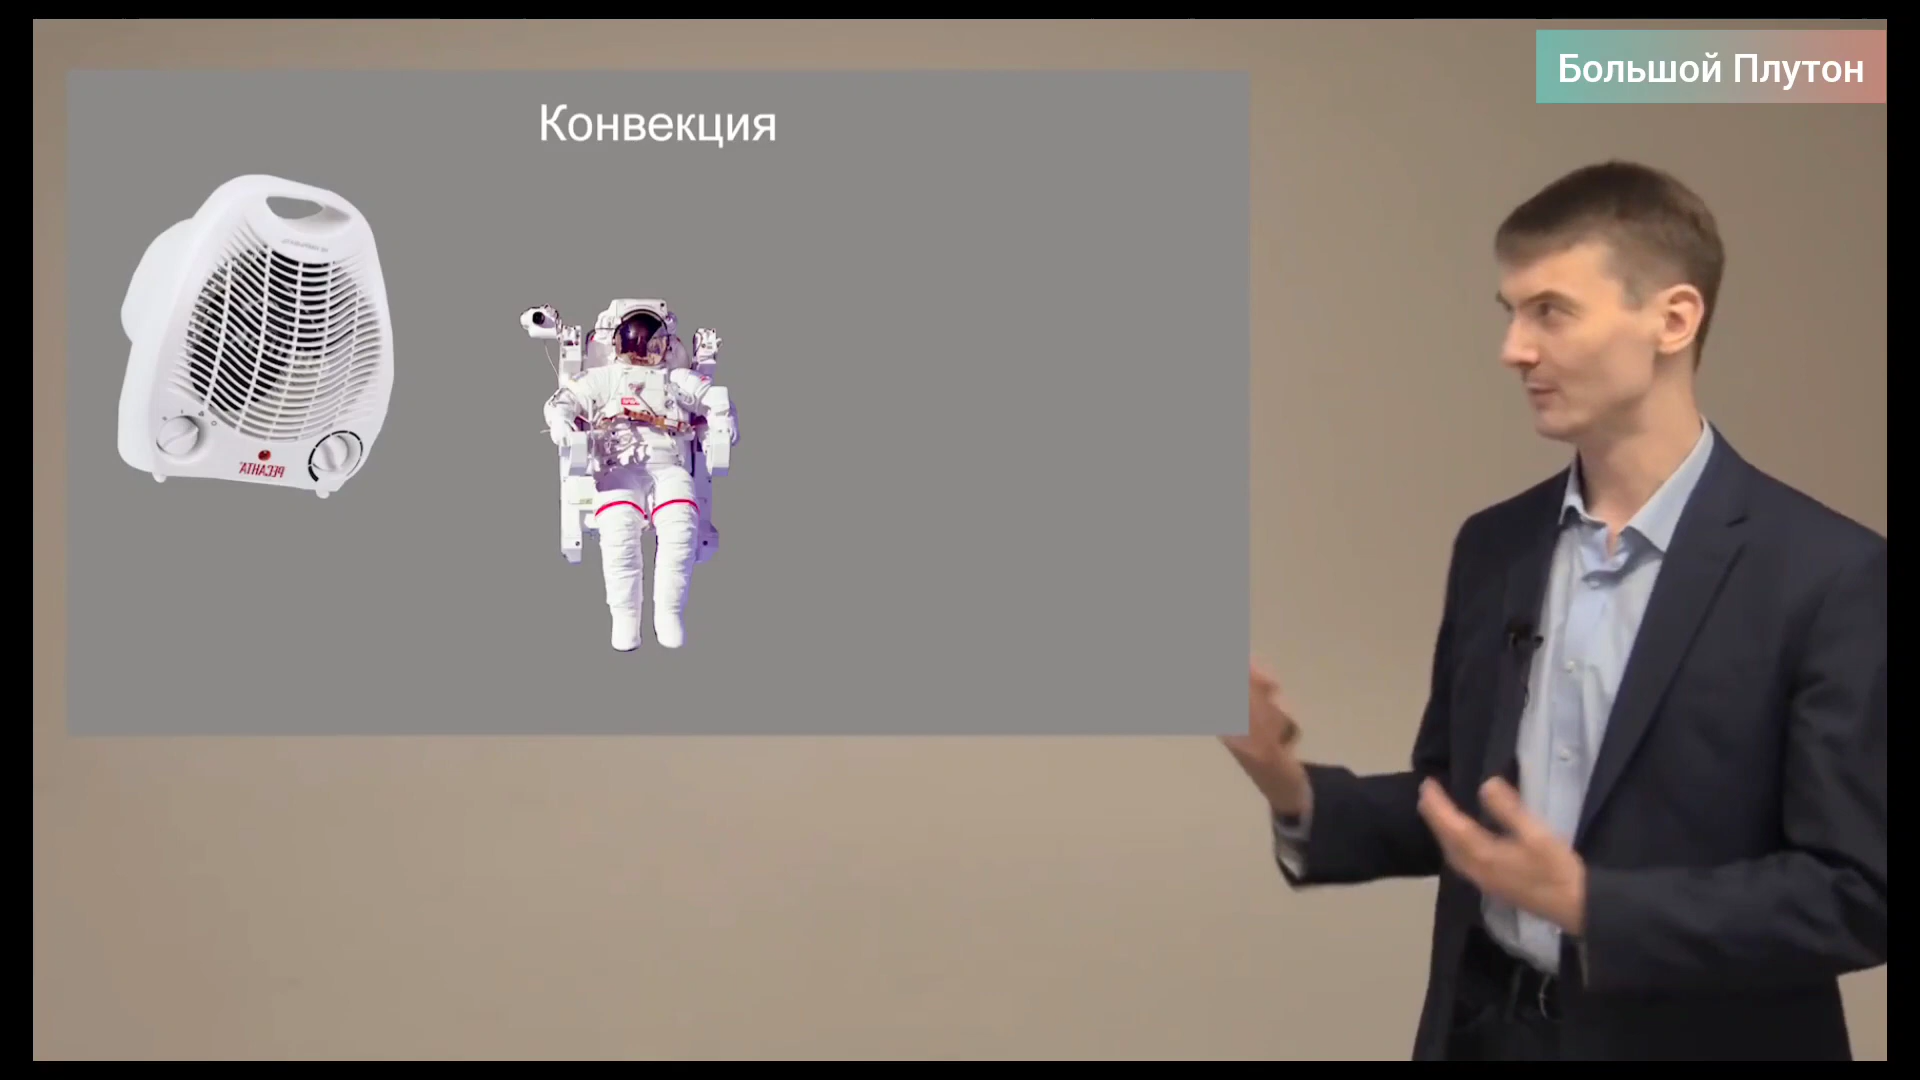 Большой Плутон
Конвекция
РЕСАНТА